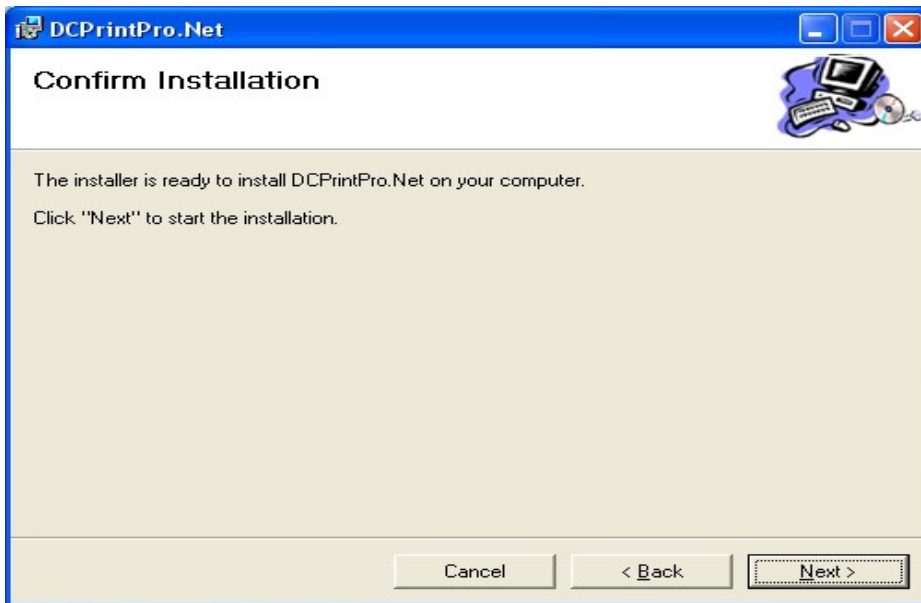 DCPrintPro.Net
Confirm Installation
The installer is ready to install DCPrintPro.Net on your computer.
Click "Next" to start the installation.
Cancel
< Back
Next >